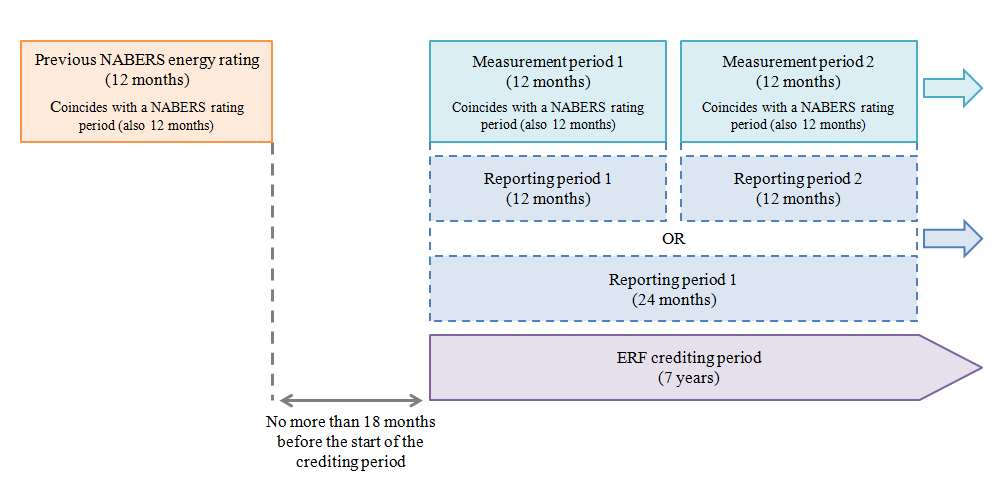 Previous NABERS energy rating
(12 months)
Coincides with a NABERS rating
period (also 12 months)
Measurement period 1
(12 months)
Coincides with a NABERS rating
period (also 12 months)
Measurement period 2
(12 months)
Coincides with a NABERS rating
period (also 12 months)
Reporting period 1
(12 months)
Reporting period 2
(12 months)
OR
Reporting period 1
(24 months)
ERF crediting period
(7 years)
No more than 18 months
before the start of the
crediting period